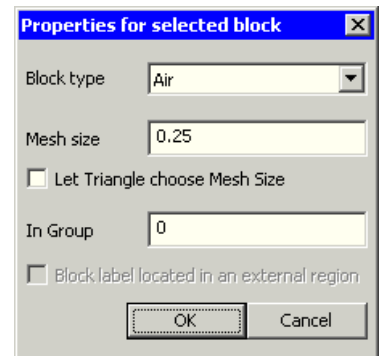 Properties for selected block
Block type Air
Mesh size 0.25
Let Triangle choose Mesh Size
In Group 0
Block label located in an external region
OK Cancel